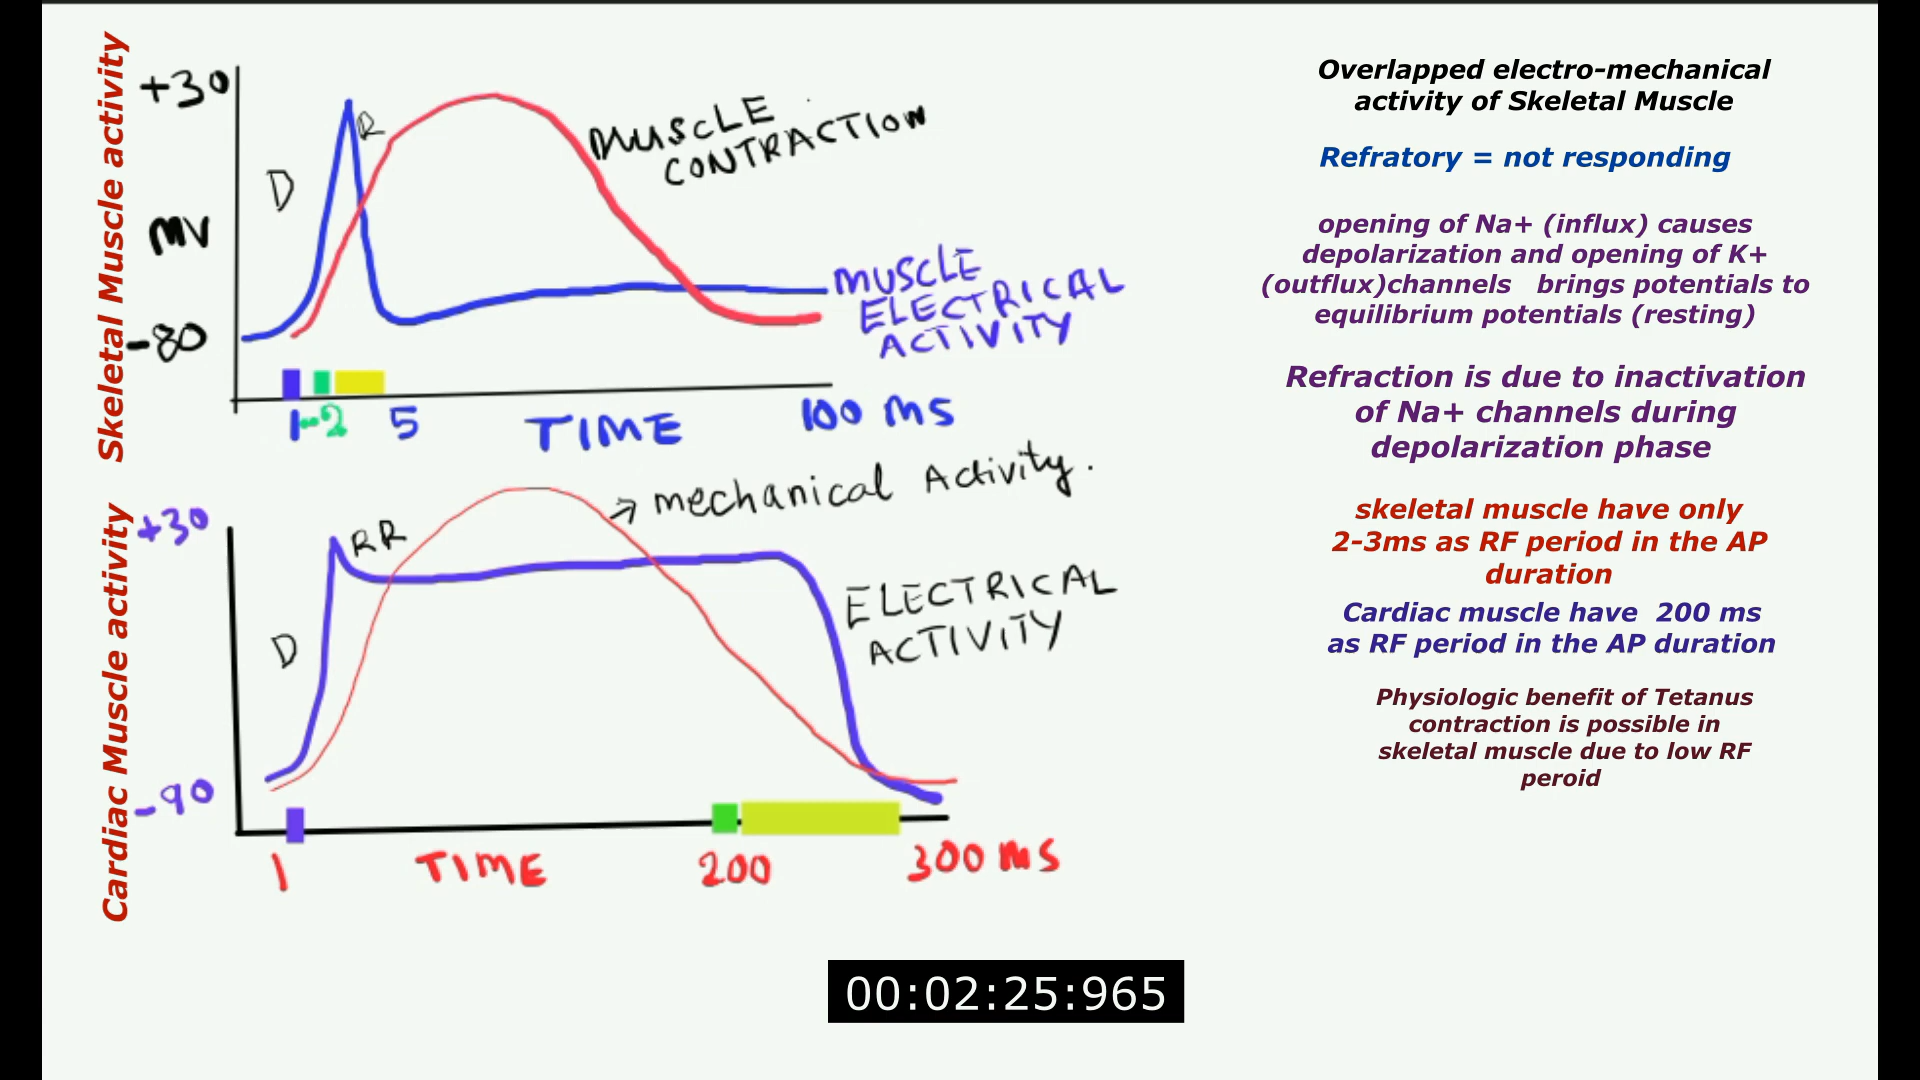 Skeletal Muscle activity
+30
R
D
MV
-80
MUSCLE
CONTRACTION
MUSCLE
ELECTRICAL
ACTIVITY
1-2 5 TIME 100 ms
Cardiac Muscle activity
+30
RR
→ mechanical Activity.
D
ELECTRICAL
ACTIVITY
-90
1 TIME 200 300 ms
Overlapped electro-mechanical
activity of Skeletal Muscle
Refratory = not responding
opening of Na+ (influx) causes
depolarization and opening of K+
(outflux)channels brings potentials to
equilibrium potentials (resting)
Refraction is due to inactivation
of Na+ channels during
depolarization phase
skeletal muscle have only
2-3ms as RF period in the AP
duration
Cardiac muscle have 200 ms
as RF period in the AP duration
Physiologic benefit of Tetanus
contraction is possible in
skeletal muscle due to low RF
peroid
00:02:25:965